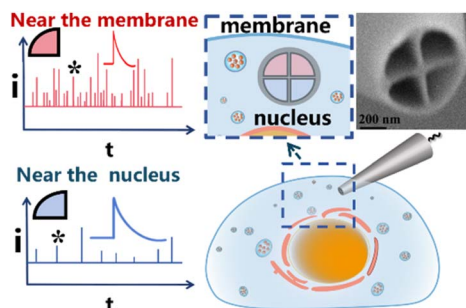 Near the membrane
i
*
t
membrane
nucleus
200 nm
Near the nucleus
i
*
t